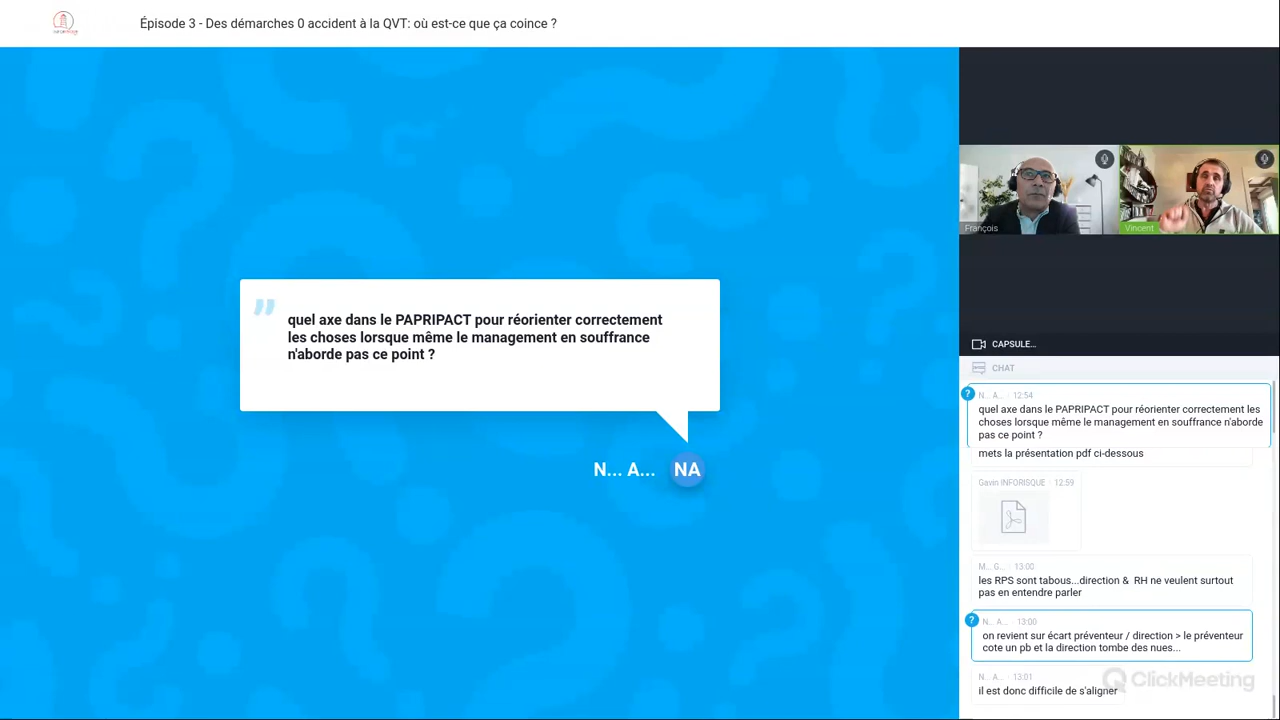 Épisode 3 - Des démarches 0 accident à la QVT: où est-ce que ça coince ?
quel axe dans le PAPRIPACT pour réorienter correctement
les choses lorsque même le management en souffrance
n'aborde pas ce point ?
N... A... NA
François
Vincent
CAPSULE...
CHAT
N... A... 12:54
quel axe dans le PAPRIPACT pour réorienter correctement les
choses lorsque même le management en souffrance n'aborde
pas ce point ?
mets la présentation pdf ci-dessous
Gavin INFORISQUE 12:59
M... G... 13:00
les RPS sont tabous...direction & RH ne veulent surtout
pas en entendre parler
N... A... 13:00
on revient sur écart préventeur / direction > le préventeur
cote un pb et la direction tombe des nues...
N... A... 13:01
il est donc difficile de s'aligner
ClickMeeting